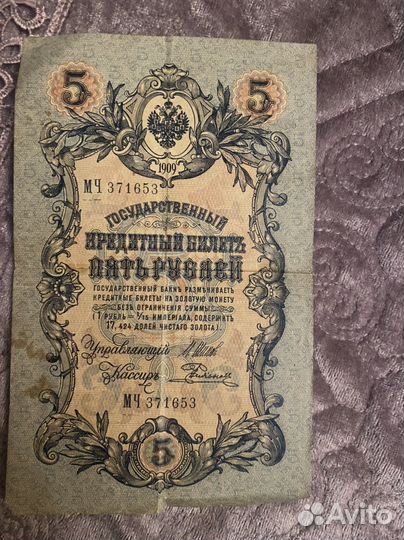 5 5
1909
МЧ 371653
ГОСУДАРСТВЕННЫЙ
КРЕДИТНЫЙ БИЛЕТЪ
ПЯТЬ РУБЛЕЙ
ГОСУДАРСТВЕННЫЙ БАНКЪ РАЗМѢНИВАЕТЪ
КРЕДИТНЫЕ БИЛЕТЫ НА ЗОЛОТУЮ МОНЕТУ
БЕЗЪ ОГРАНИЧЕНІЯ СУММЫ
(1 РУБЛЬ = 1/15 ИМПЕРІАЛА, СОДЕРЖИТЪ
17,424 ДОЛЕЙ ЧИСТАГО ЗОЛОТА).
Управляющій
Кассиръ
МЧ 371653
5
Avito